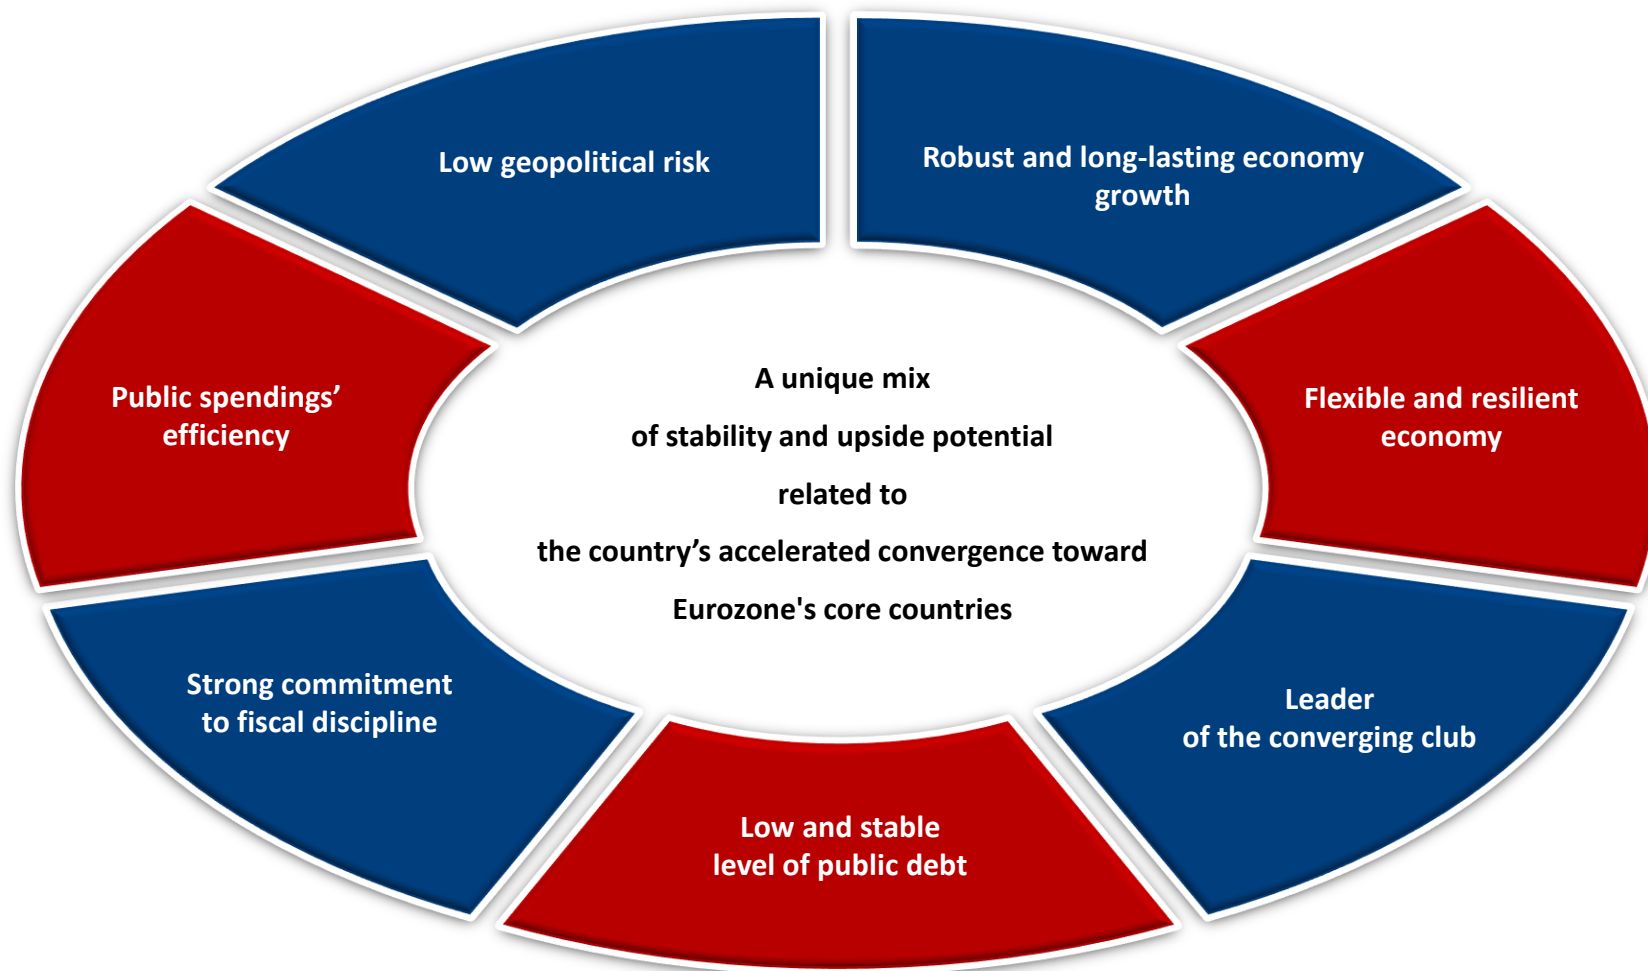 Low geopolitical risk
Robust and long-lasting economy
growth
Public spendings’
efficiency
A unique mix
of stability and upside potential
related to
the country’s accelerated convergence toward
Eurozone's core countries
Flexible and resilient
economy
Strong commitment
to fiscal discipline
Leader
of the converging club
Low and stable
level of public debt